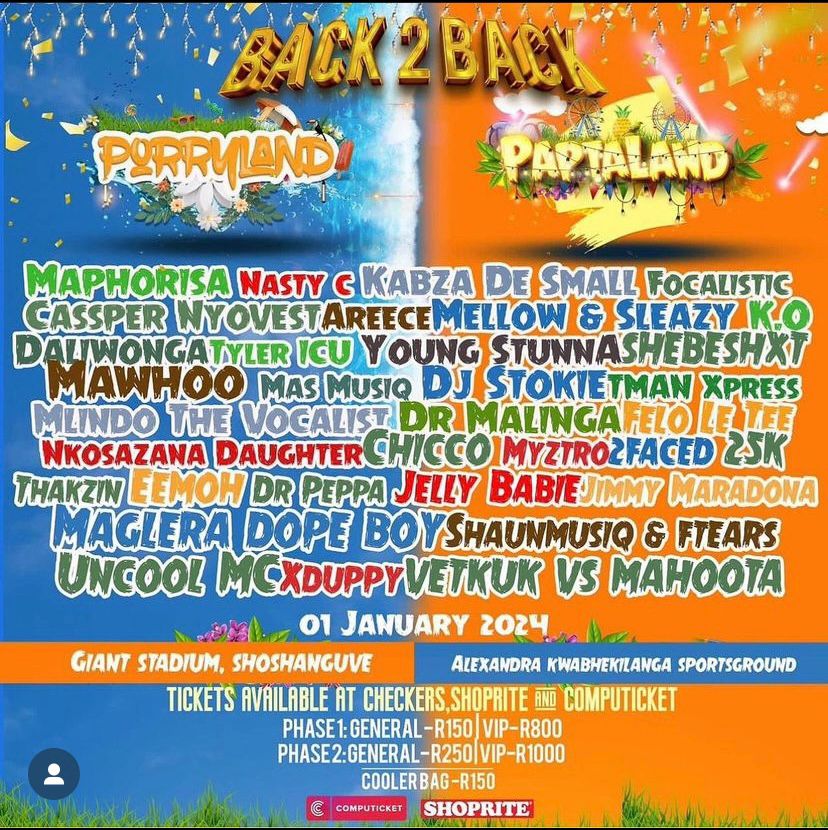 BACK 2 BACK
PORRYLAND
PAPTALAND
MAPHORISA NASTY C KABZA DE SMALL FOCALISTIC
CASSPER NYOVEST AREECE MELLOW & SLEAZY K.O
DALIWONGA TYLER ICU YOUNG STUNNA SHEBESHXT
MAWHOO MAS MUSIQ DJ STOKIE TMAN XPRESS
MLINDO THE VOCALIST DR MALINGA FELO LE TEE
NKOSAZANA DAUGHTER CHICCO MYZTRO 2FACED 25K
THAKZIN EEMOH DR PEPPA JELLY BABIE JIMMY MARADONA
MAGLERA DOPE BOY SHAUNMUSIQ & FTEARS
UNCOOL MC XDUPPY VETKUK VS MAHOOTA
01 JANUARY 2024
GIANT STADIUM, SHOSHANGUVE
ALEXANDRA KWABHEKILANGA SPORTSGROUND
TICKETS AVAILABLE AT CHECKERS,SHOPRITE AND COMPUTICKET
PHASE 1: GENERAL -R150| VIP-R800
PHASE 2: GENERAL -R250| VIP-R1000
COOLER BAG -R150
COMPUTICKET SHOPRITE